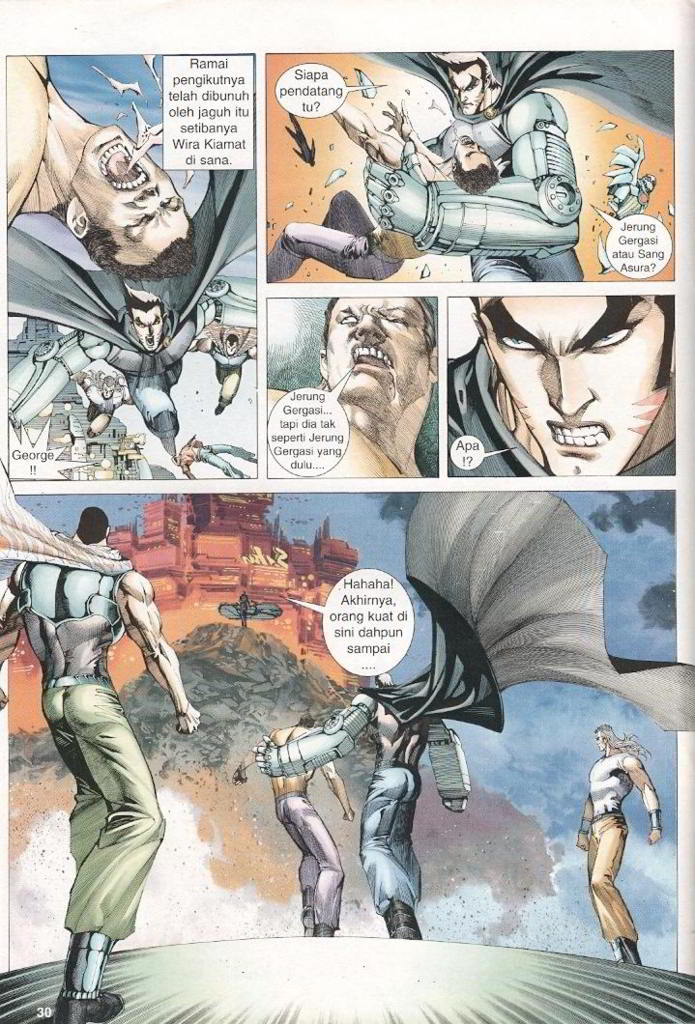 Ramai
pengikutnya
telah dibunuh
oleh jaguh itu
setibanya
Wira Kiamat
di sana.
George
!!
Siapa
pendatang
tu?
Jerung
Gergasi
atau Sang
Asura?
Jerung
Gergasi...
tapi dia tak
seperti Jerung
Gergasi yang
dulu....
Apa
!?
Hahaha!
Akhirnya,
orang kuat di
sini dahpun
sampai
....
30